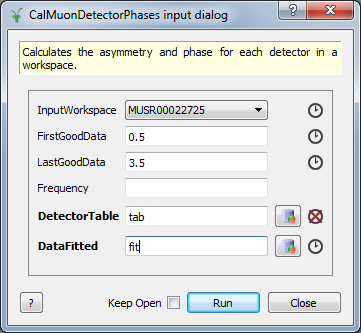 CalMuonDetectorPhases input dialog
Calculates the asymmetry and phase for each detector in a
workspace.
InputWorkspace MUSR00022725
FirstGoodData 0.5
LastGoodData 3.5
Frequency
DetectorTable tab
DataFitted fit
? Keep Open Run Close